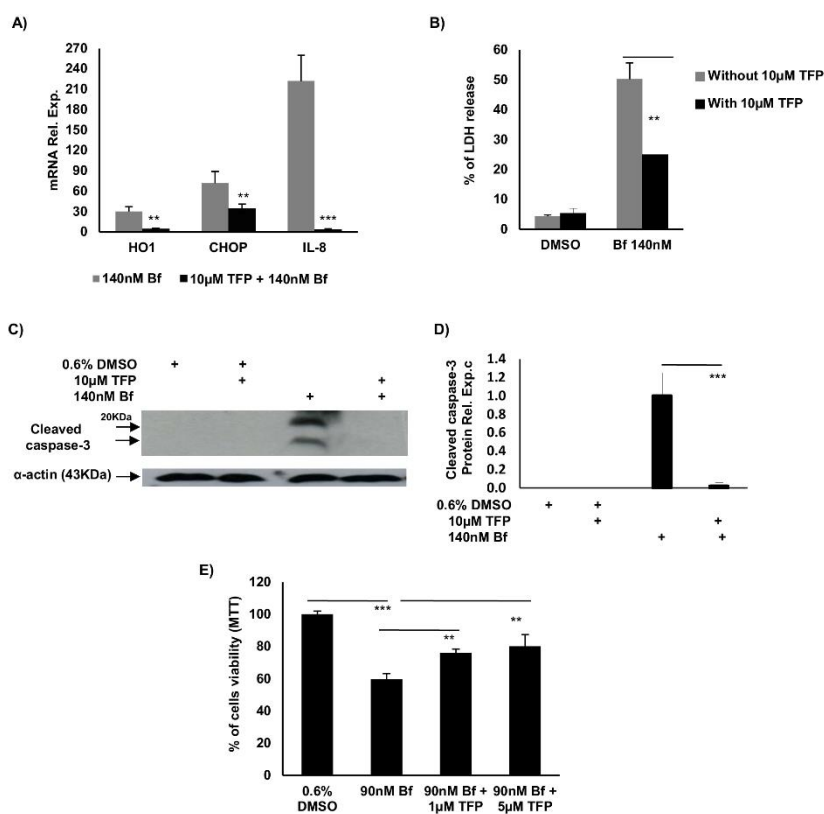 A)
mRNA Rel. Exp.
270
240
210
180
150
120
90
60
30
0
**
**
***
HO1 CHOP IL-8
140nM Bf 10µM TFP + 140nM Bf
B)
% of LDH release
60
50
40
30
20
10
0
**
DMSO Bf 140nM
Without 10µM TFP
With 10µM TFP
C)
0.6% DMSO + +
10µM TFP + +
140nM Bf + +
20KDa
Cleaved
caspase-3
α-actin (43KDa)
D)
Cleaved caspase-3
Protein Rel. Exp.c
1.4
1.2
1.0
0.8
0.6
0.4
0.2
0.0
***
0.6% DMSO + +
10µM TFP + +
140nM Bf + +
E)
% of cells viability (MTT)
120
100
80
60
40
20
0
***
**
**
0.6%
DMSO
90nM Bf
90nM Bf +
1µM TFP
90nM Bf +
5µM TFP